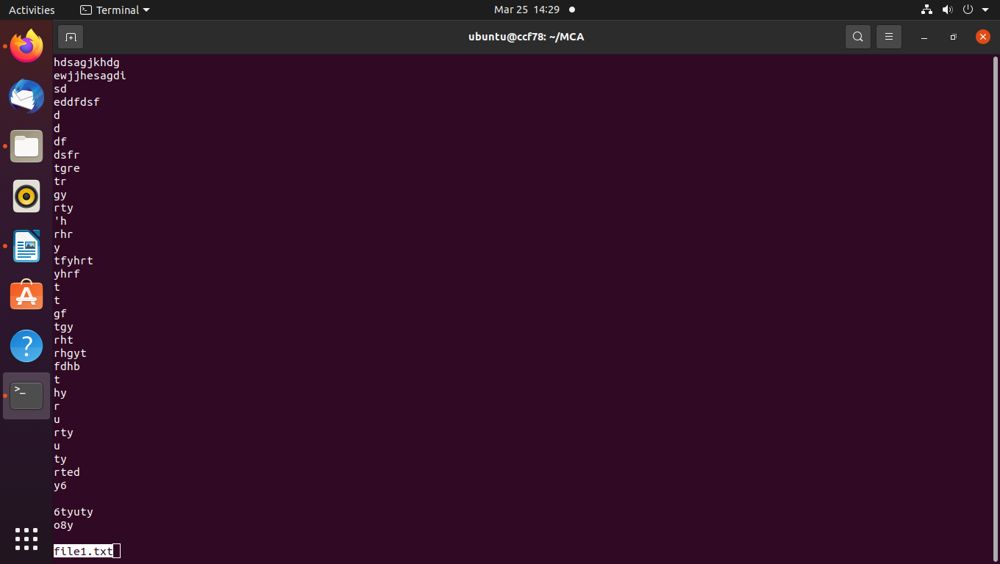 Activities
Terminal
Mar 25 14:29
ubuntu@ccf78: ~/MCA
hdsagjkhdg
ewjjhesagdi
sd
eddfdsf
d
d
df
dsfr
tgre
tr
gy
rty
'h
rhr
y
tfyhrt
yhrf
t
t
gf
tgy
rht
rhgyt
fdhb
t
hy
r
u
rty
u
ty
rted
y6
6tyuty
o8y
file1.txt